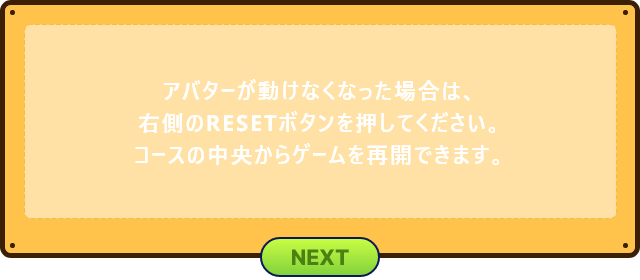 アバターが動けなくなった場合は、
右側のRESETボタンを押してください。
コースの中央からゲームを再開できます。
NEXT